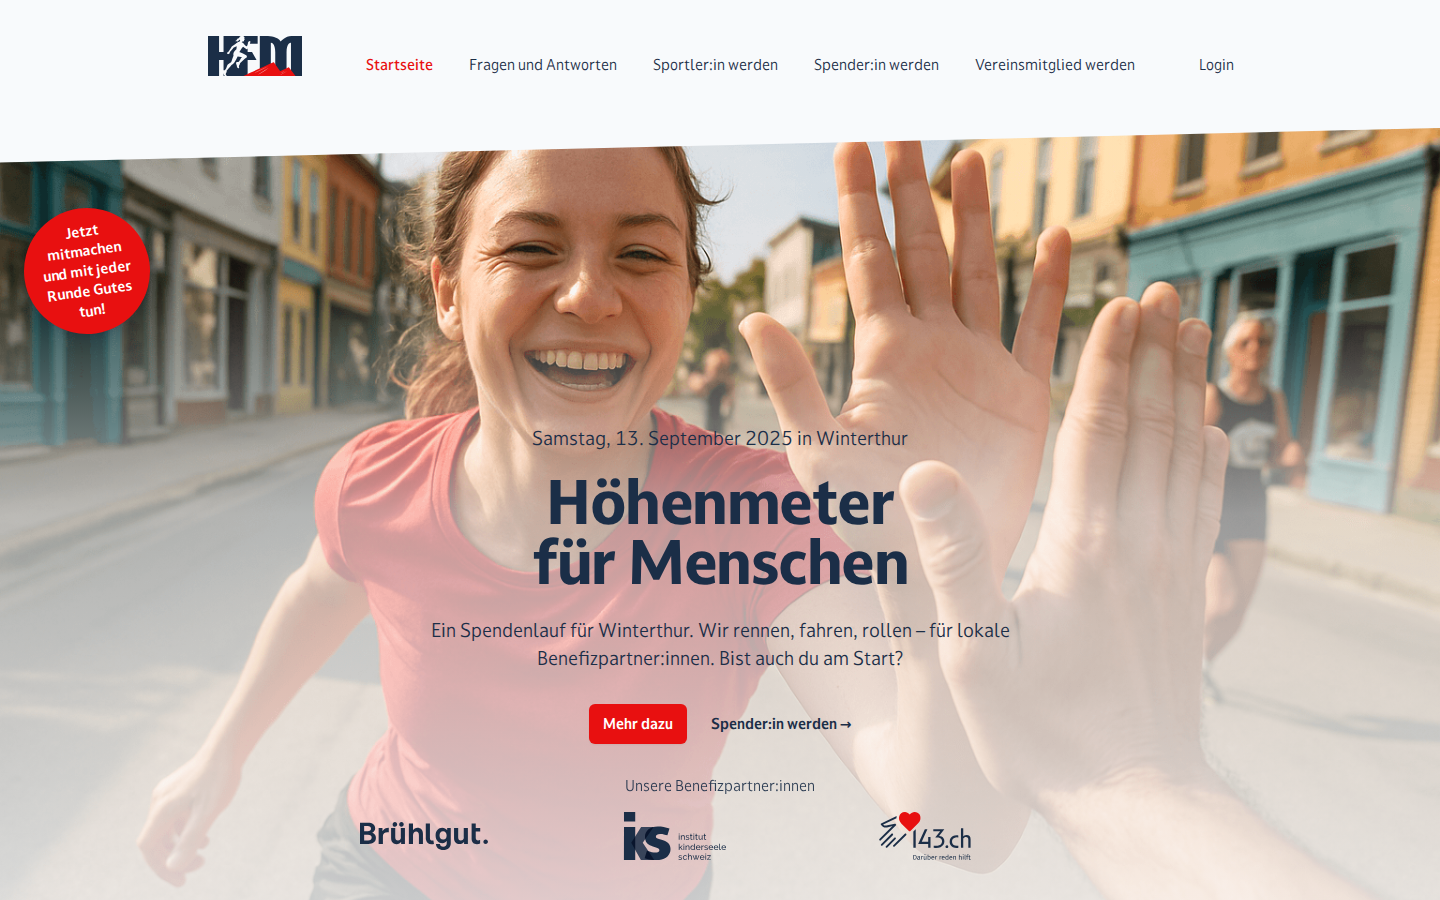 HFM
Startseite
Fragen und Antworten
Sportler:in werden
Spender:in werden
Vereinsmitglied werden
Login
Jetzt
mitmachen
und mit jeder
Runde Gutes
tun!
Samstag, 13. September 2025 in Winterthur
Höhenmeter
für Menschen
Ein Spendenlauf für Winterthur. Wir rennen, fahren, rollen – für lokale
Benefizpartner:innen. Bist auch du am Start?
Mehr dazu
Spender:in werden →
Unsere Benefizpartner:innen
Brühlgut.
iks
institut
kinderseele
schweiz
143.ch
Darüber reden hilft